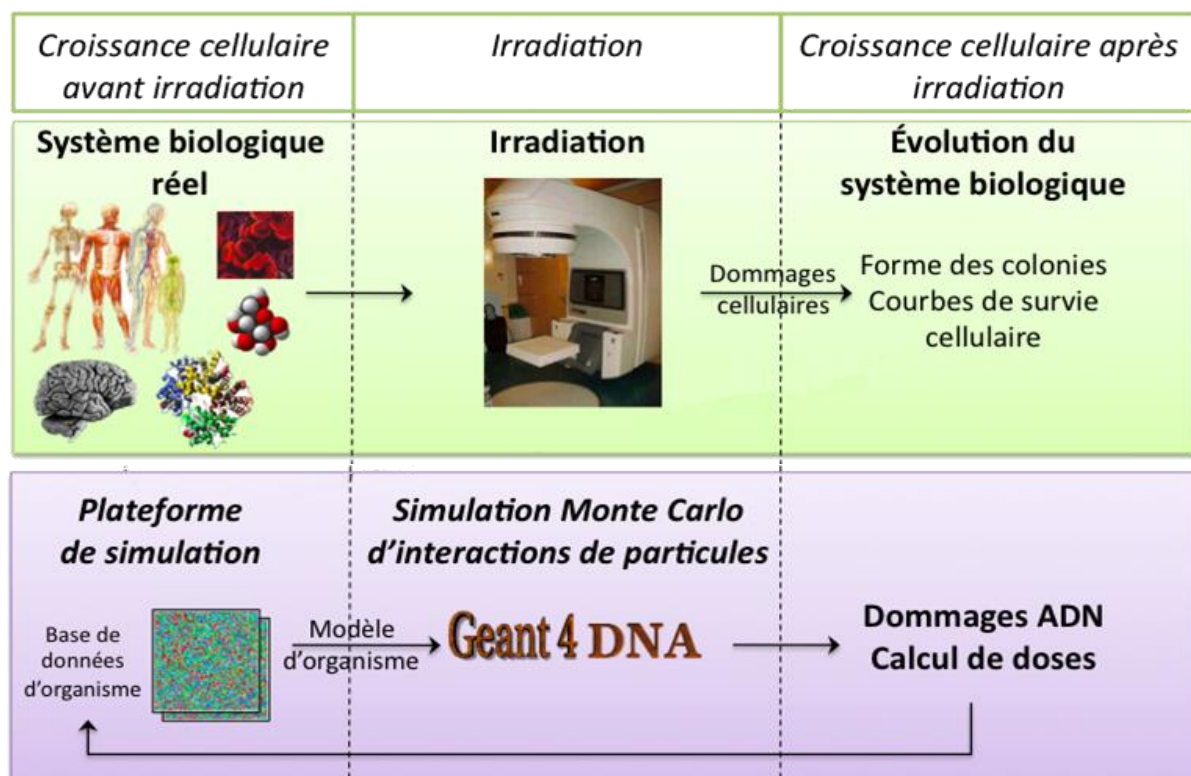 Croissance cellulaire
avant irradiation
Irradiation
Croissance cellulaire après
irradiation
Système biologique
réel
Irradiation
Évolution du
système biologique
Dommages
cellulaires
Forme des colonies
Courbes de survie
cellulaire
Plateforme
de simulation
Simulation Monte Carlo
d'interactions de particules
Base de
données
d'organisme
Modèle
d'organisme
Geant 4 DNA
Dommages ADN
Calcul de doses